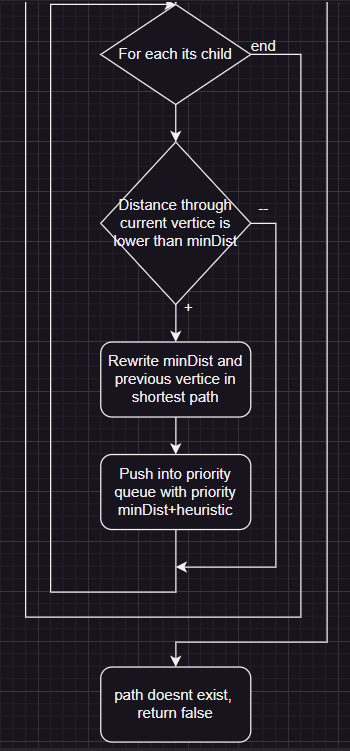 For each its child
end
Distance through
current vertice is
lower than minDist
--
+
Rewrite minDist and
previous vertice in
shortest path
Push into priority
queue with priority
minDist+heuristic
path doesnt exist,
return false